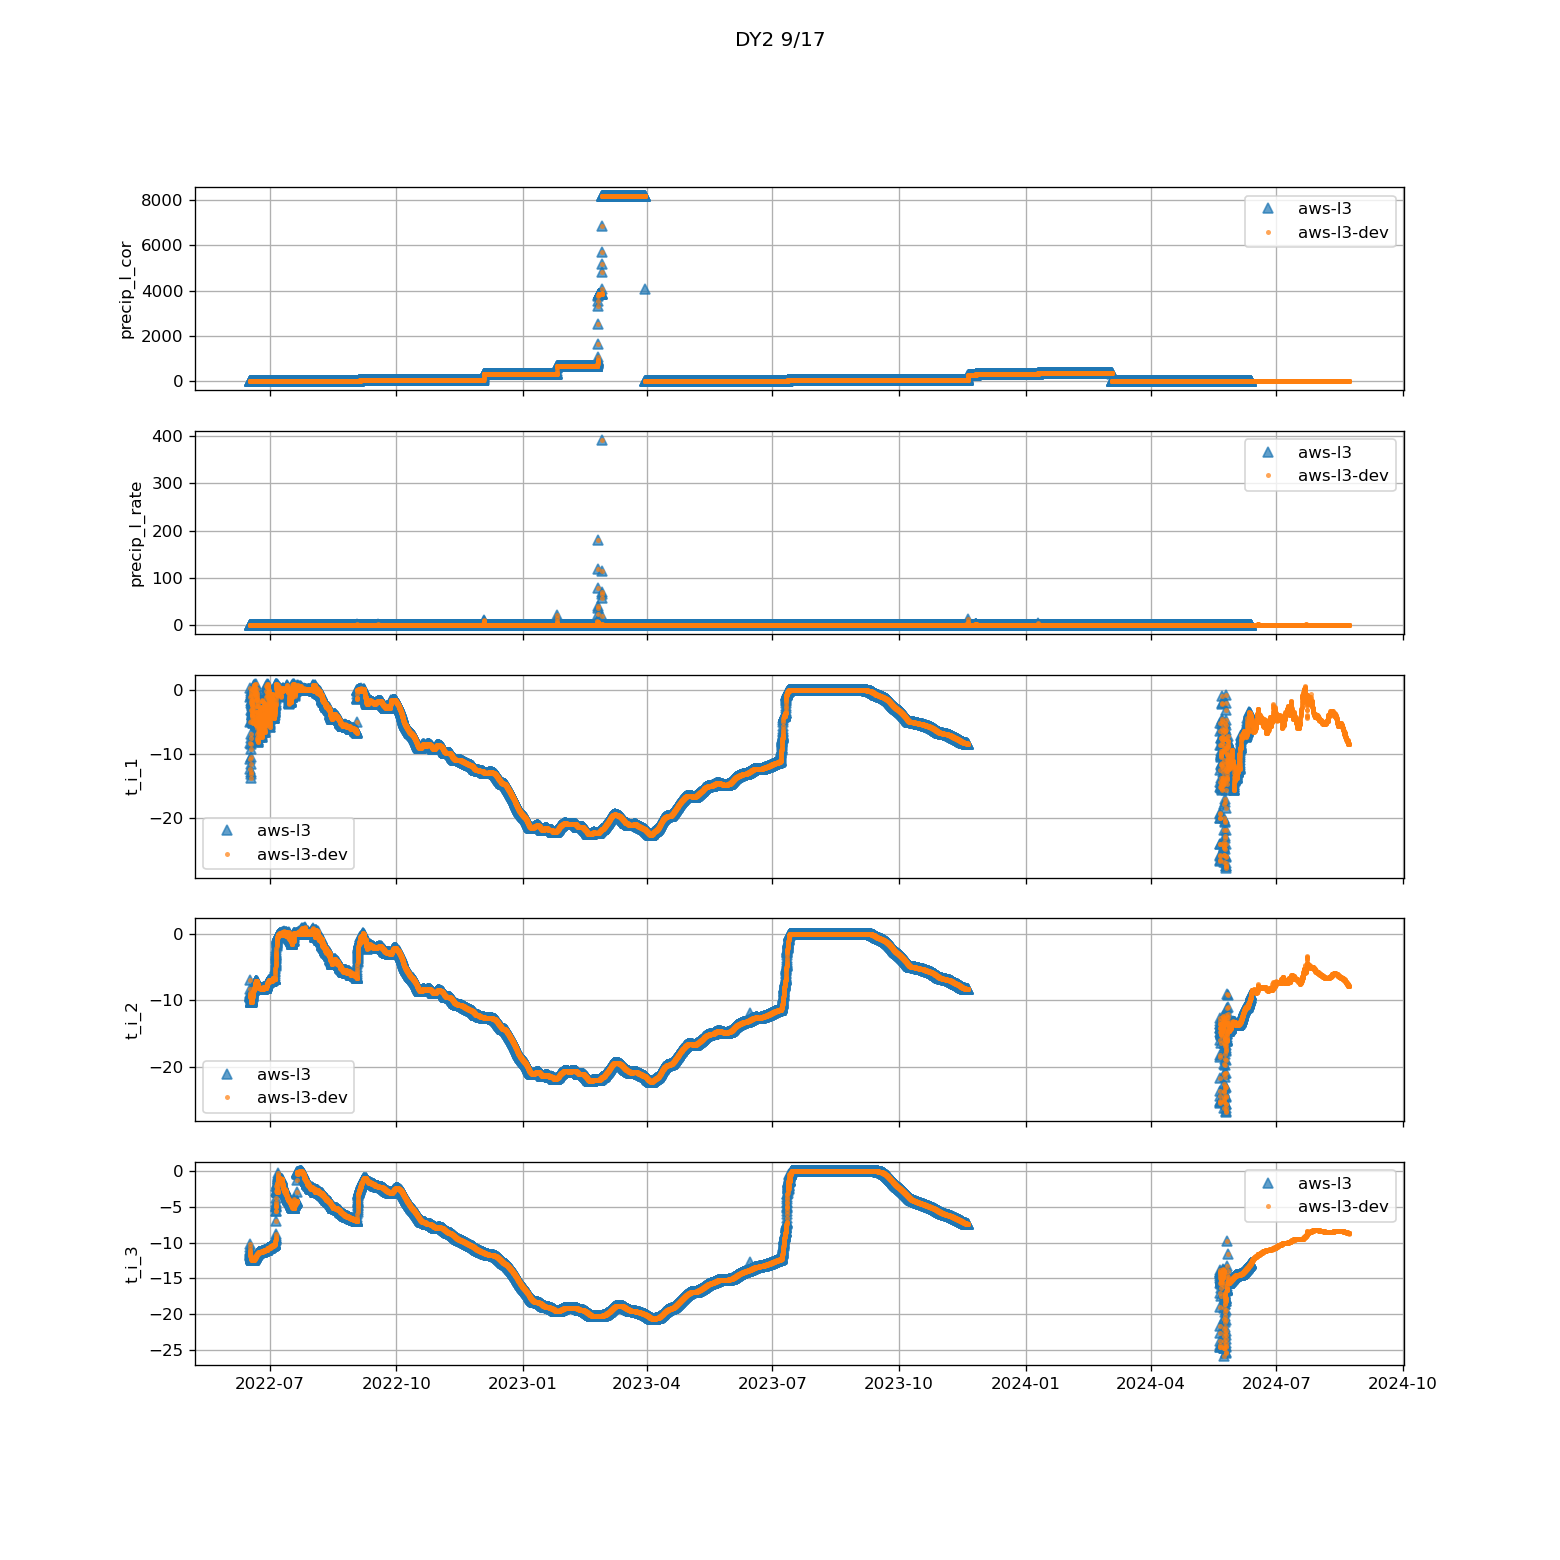 DY2 9/17
precip_l_cor
8000
6000
4000
2000
0
aws-l3
aws-l3-dev
precip_l_rate
400
300
200
100
0
aws-l3
aws-l3-dev
t_i_1
0
−10
−20
aws-l3
aws-l3-dev
t_i_2
0
−10
−20
aws-l3
aws-l3-dev
t_i_3
0
−5
−10
−15
−20
−25
aws-l3
aws-l3-dev
2022-07 2022-10 2023-01 2023-04 2023-07 2023-10 2024-01 2024-04 2024-07 2024-10